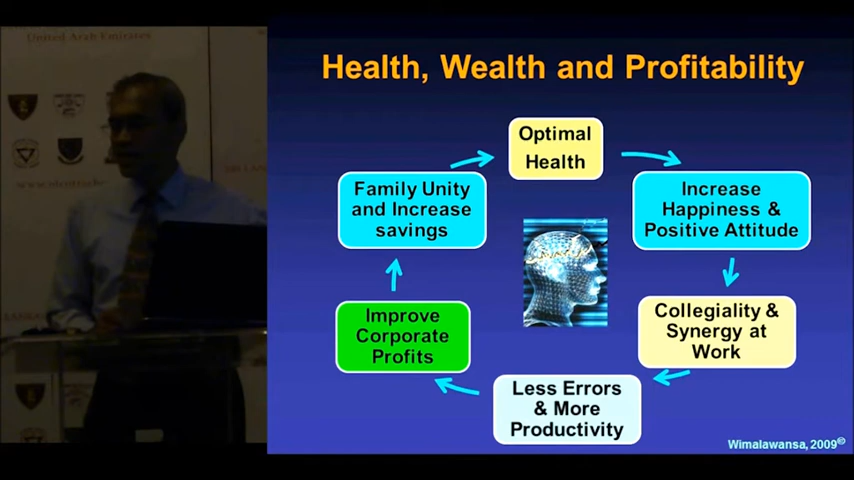 United Arab Emirates
Health, Wealth and Profitability
Optimal
Health
Increase
Happiness &
Positive Attitude
Collegiality &
Synergy at
Work
Less Errors
& More
Productivity
Improve
Corporate
Profits
Family Unity
and Increase
savings
Wimalawansa, 2009©